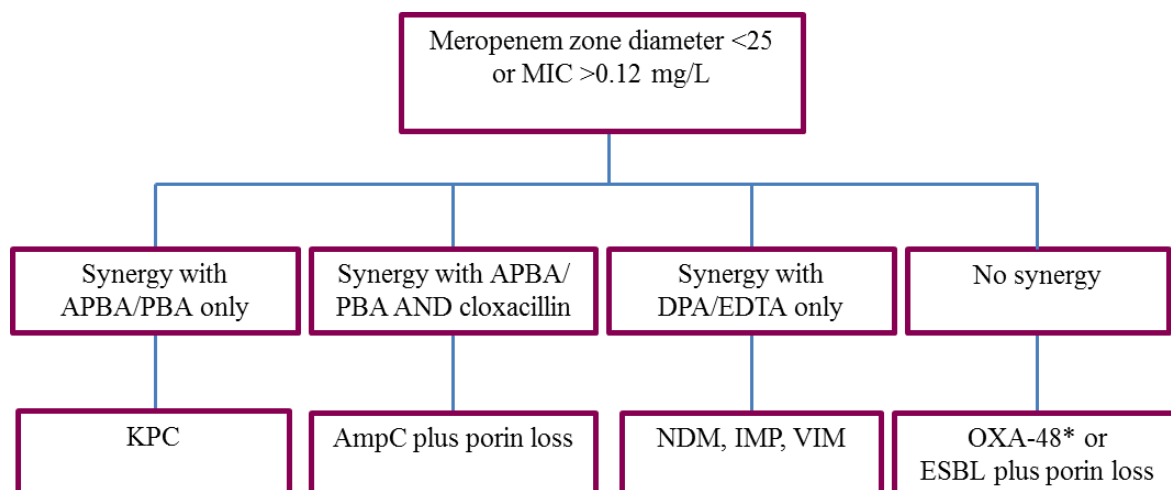 Meropenem zone diameter <25
or MIC >0.12 mg/L
Synergy with
APBA/PBA only
Synergy with APBA/
PBA AND cloxacillin
Synergy with
DPA/EDTA only
No synergy
KPC
AmpC plus porin loss
NDM, IMP, VIM
OXA-48* or
ESBL plus porin loss